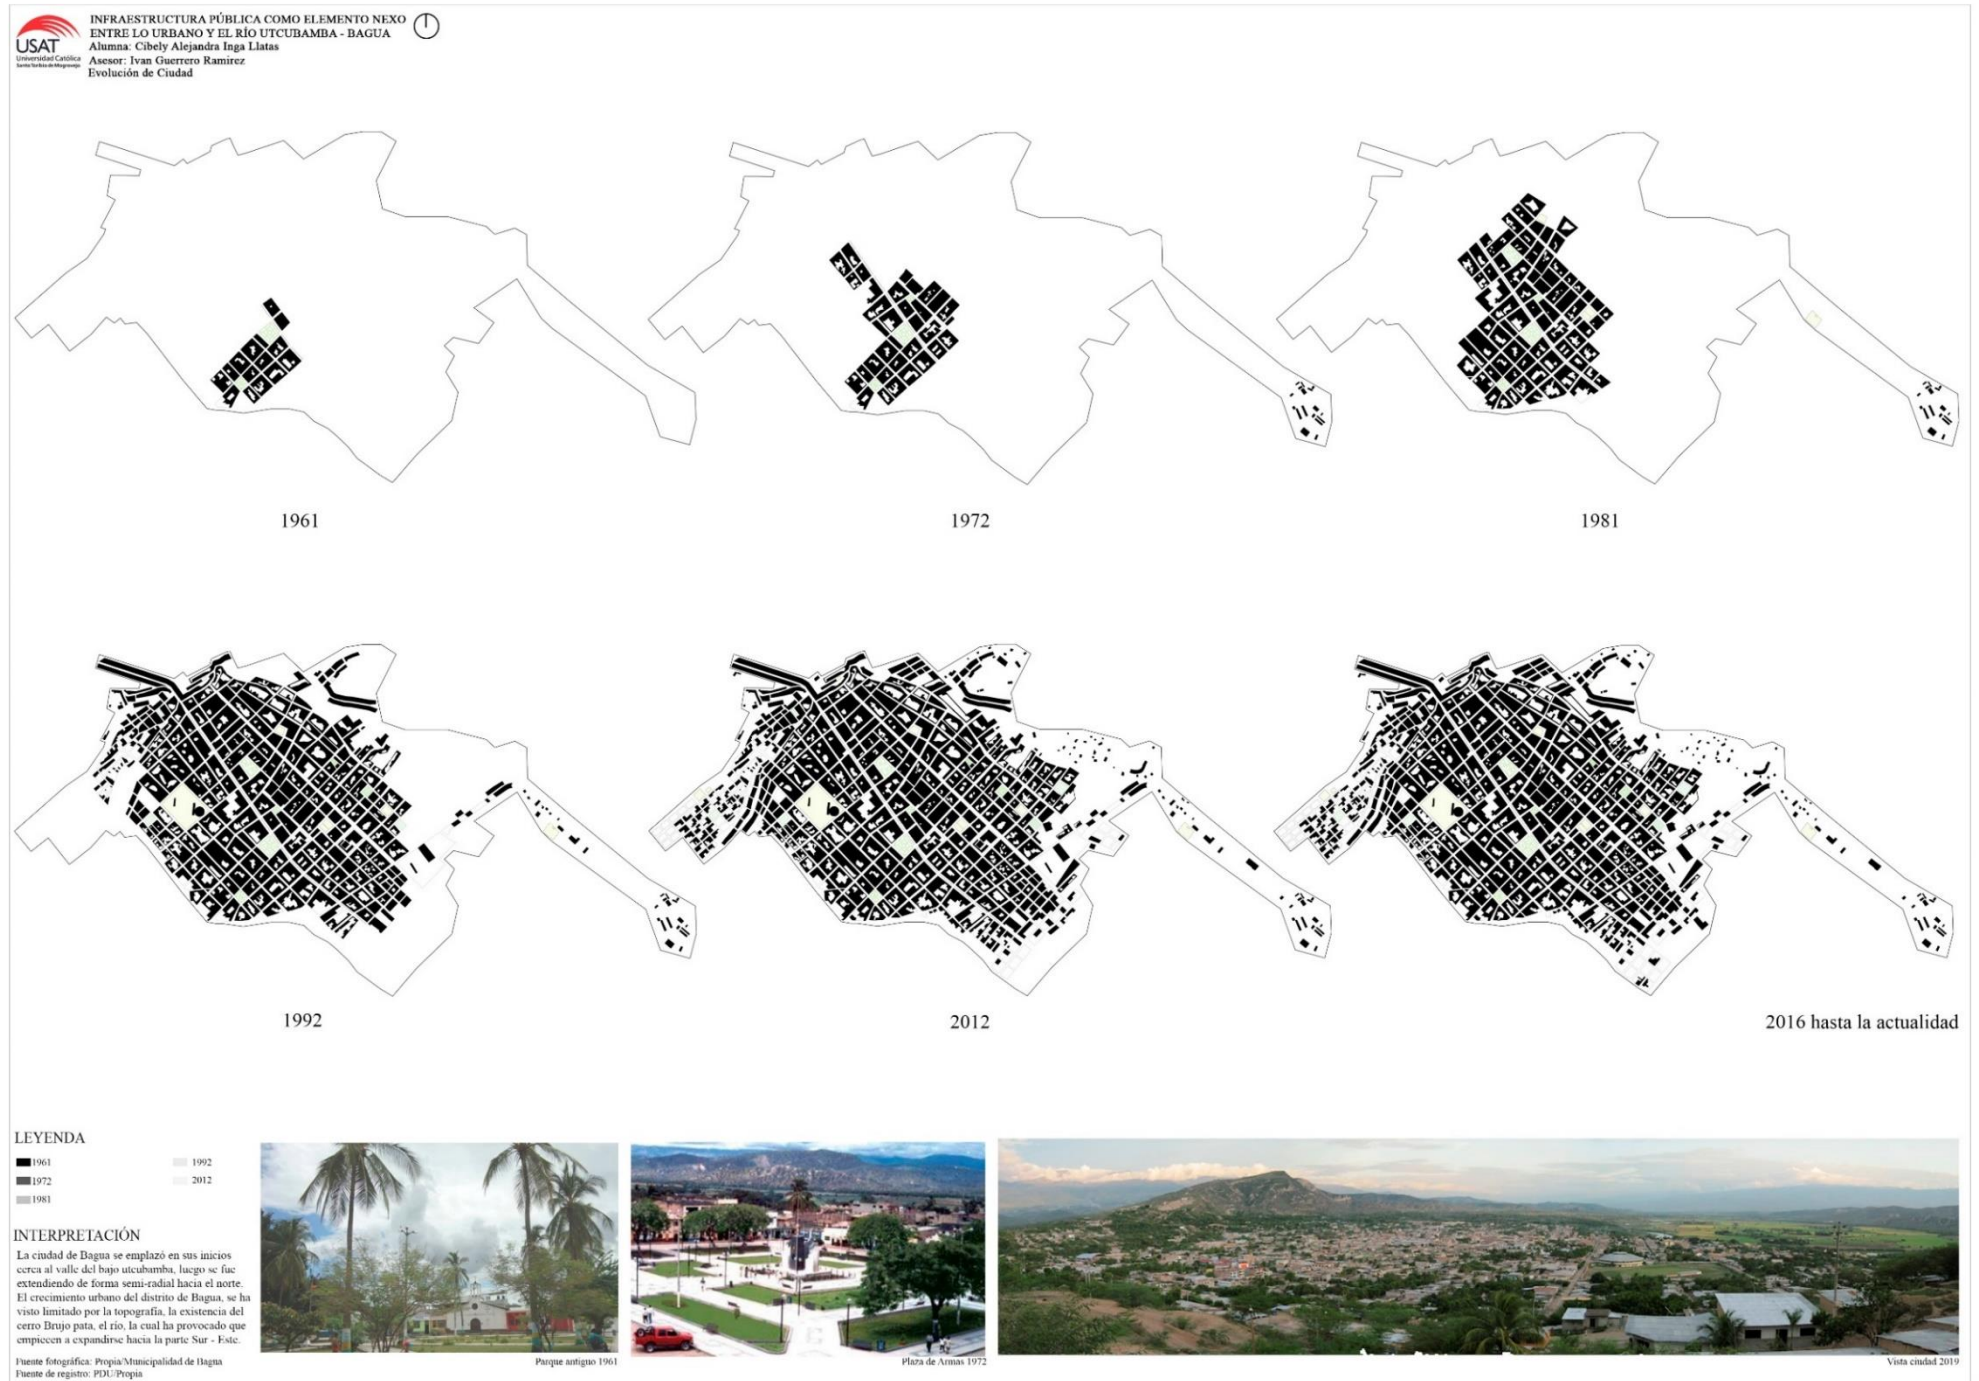 USAT
Universidad Católica
Santo Toribio de Mogrovejo
INFRAESTRUCTURA PÚBLICA COMO ELEMENTO NEXO
ENTRE LO URBANO Y EL RÍO UTCUBAMBA - BAGUA
Alumna: Cibely Alejandra Inga Llatas
Asesor: Ivan Guerrero Ramirez
Evolución de Ciudad
1961
1972
1981
1992
2012
2016 hasta la actualidad
LEYENDA
1961
1972
1981
1992
2012
INTERPRETACIÓN
La ciudad de Bagua se emplazó en sus inicios
cerca al valle del bajo utcubamba, luego se fue
extendiendo de forma semi-radial hacia el norte.
El crecimiento urbano del distrito de Bagua, se ha
visto limitado por la topografía, la existencia del
cerro Brujo pata, el río, la cual ha provocado que
empiecen a expandirse hacia la parte Sur - Este.
Fuente fotográfica: Propia/Municipalidad de Bagua
Fuente de registro: PDU/Propia
Parque antiguo 1961
Plaza de Armas 1972
Vista ciudad 2019